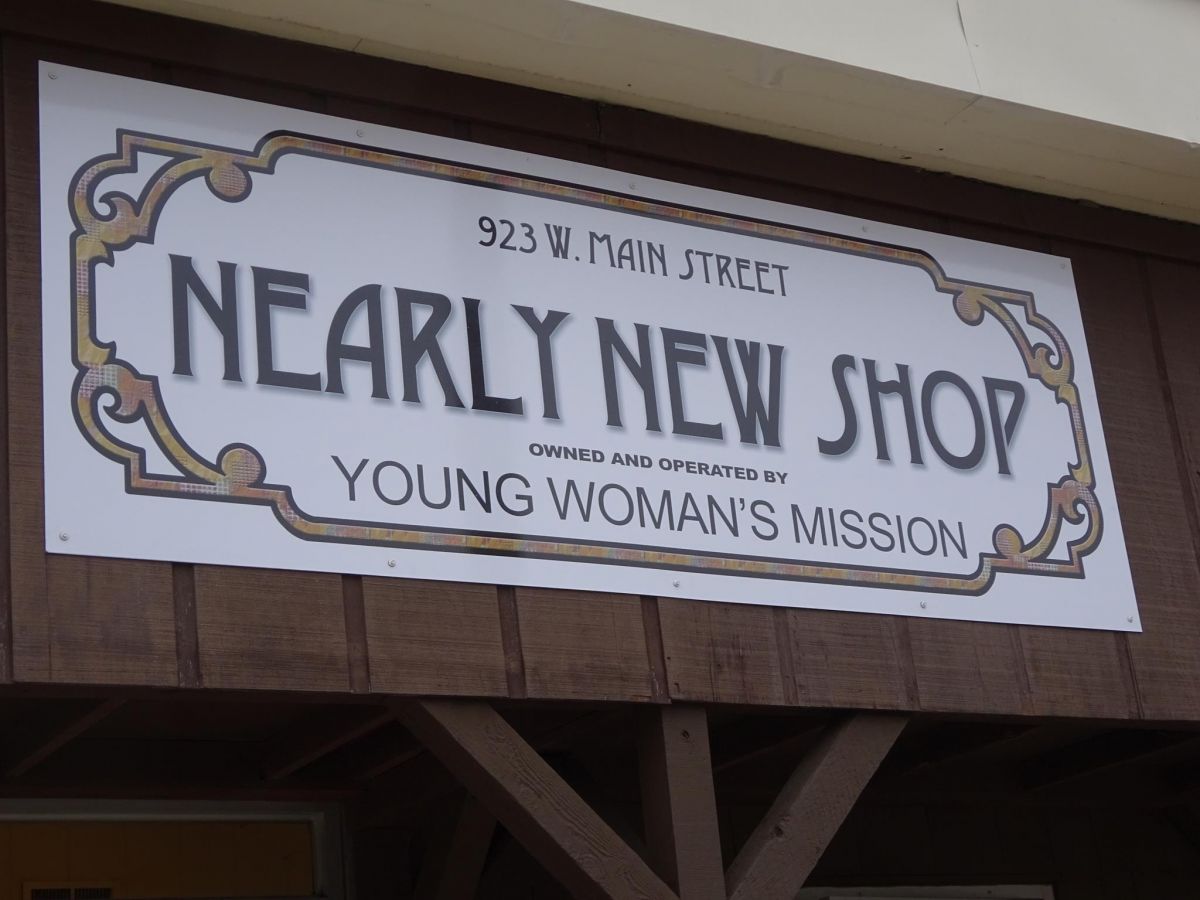 923 W. MAIN STREET
NEARLY NEW SHOP
OWNED AND OPERATED BY
YOUNG WOMAN'S MISSION